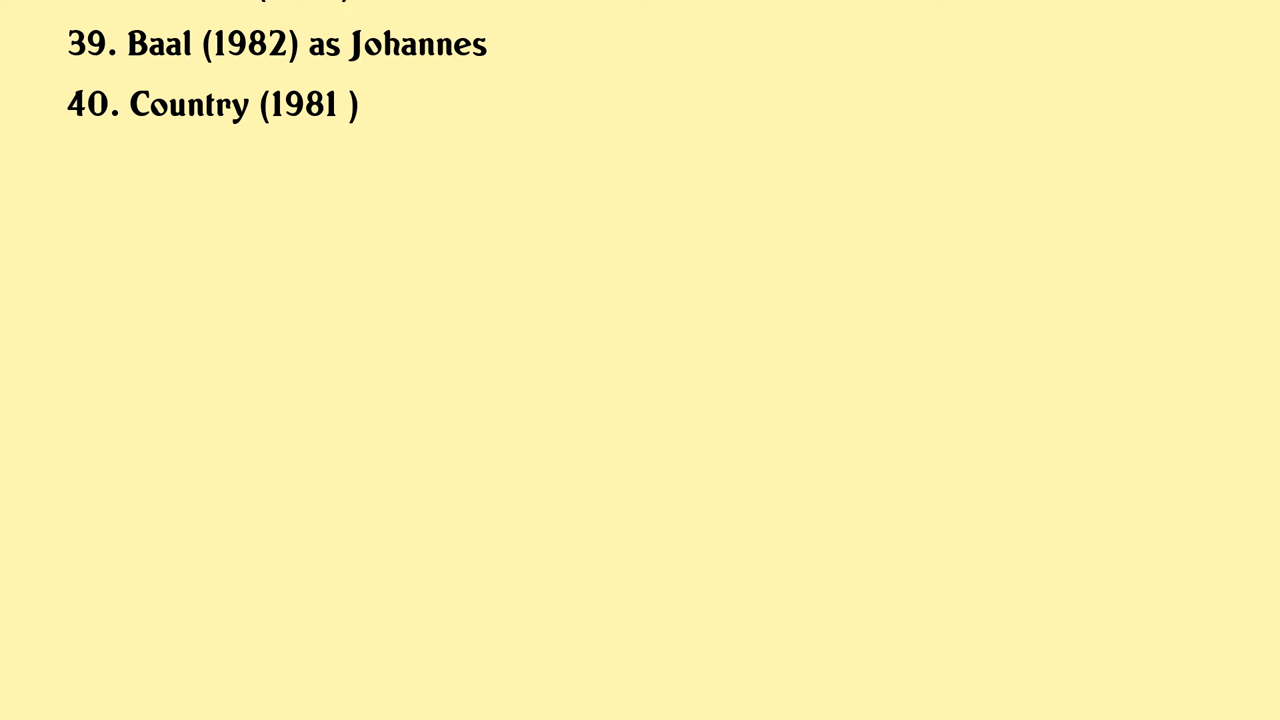 39. Baal (1982) as Johannes
40. Country (1981 )